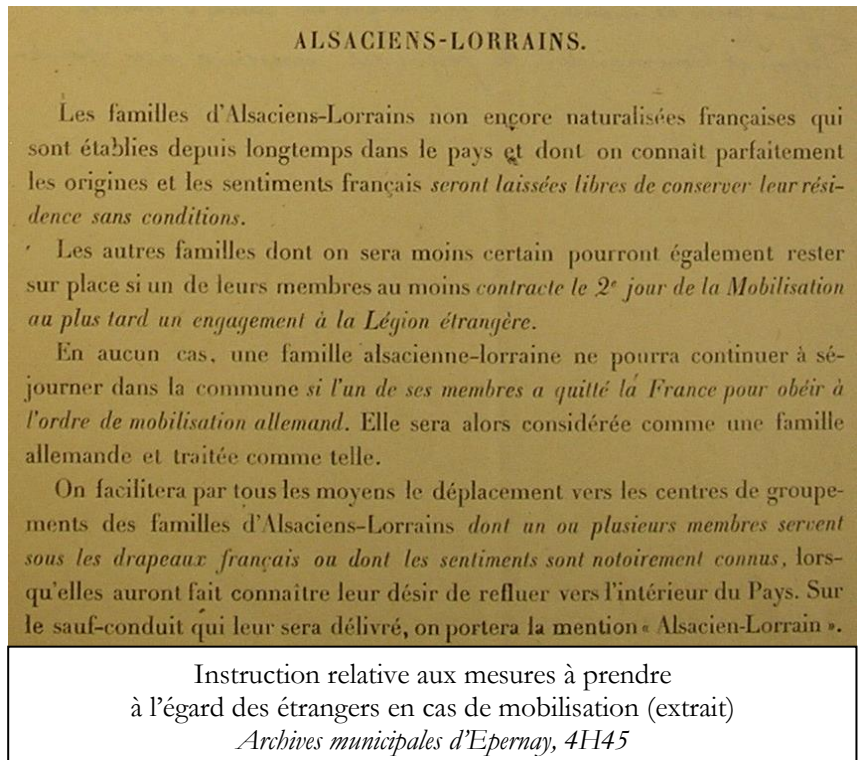 ALSACIENS-LORRAINS.
Les familles d'Alsaciens-Lorrains non encore naturalisées françaises qui
sont établies depuis longtemps dans le pays et dont on connait parfaitement
les origines et les sentiments français seront laissées libres de conserver leur rési-
dence sans conditions.
Les autres familles dont on sera moins certain pourront également rester
sur place si un de leurs membres au moins contracte le 2e jour de la Mobilisation
au plus tard un engagement à la Légion étrangère.
En aucun cas, une famille alsacienne-lorraine ne pourra continuer à sé-
journer dans la commune si l'un de ses membres a quitté la France pour obéir à
l'ordre de mobilisation allemand. Elle sera alors considérée comme une famille
allemande et traitée comme telle.
On facilitera par tous les moyens le déplacement vers les centres de groupe-
ments des familles d'Alsaciens-Lorrains dont un ou plusieurs membres servent
sous les drapeaux français ou dont les sentiments sont notoirement connus, lors-
qu'elles auront fait connaître leur désir de refluer vers l'intérieur du Pays. Sur
le sauf-conduit qui leur sera délivré, on portera la mention « Alsacien-Lorrain ».
Instruction relative aux mesures à prendre
à l'égard des étrangers en cas de mobilisation (extrait)
Archives municipales d'Epernay, 4H45